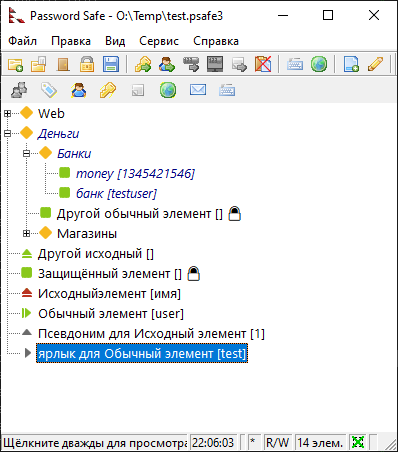 Password Safe - O:\Temp\test.psafe3
Файл Правка Вид Сервис Справка
Web
Деньги
Банки
money [1345421546]
банк [testuser]
Другой обычный элемент []
Магазины
Другой исходный []
Защищённый элемент []
Исходныйэлемент [имя]
Обычный элемент [user]
Псевдоним для Исходный элемент [1]
ярлык для Обычный элемент [test]
Щёлкните дважды для просмотра 22:06:03 * R/W 14 элем.